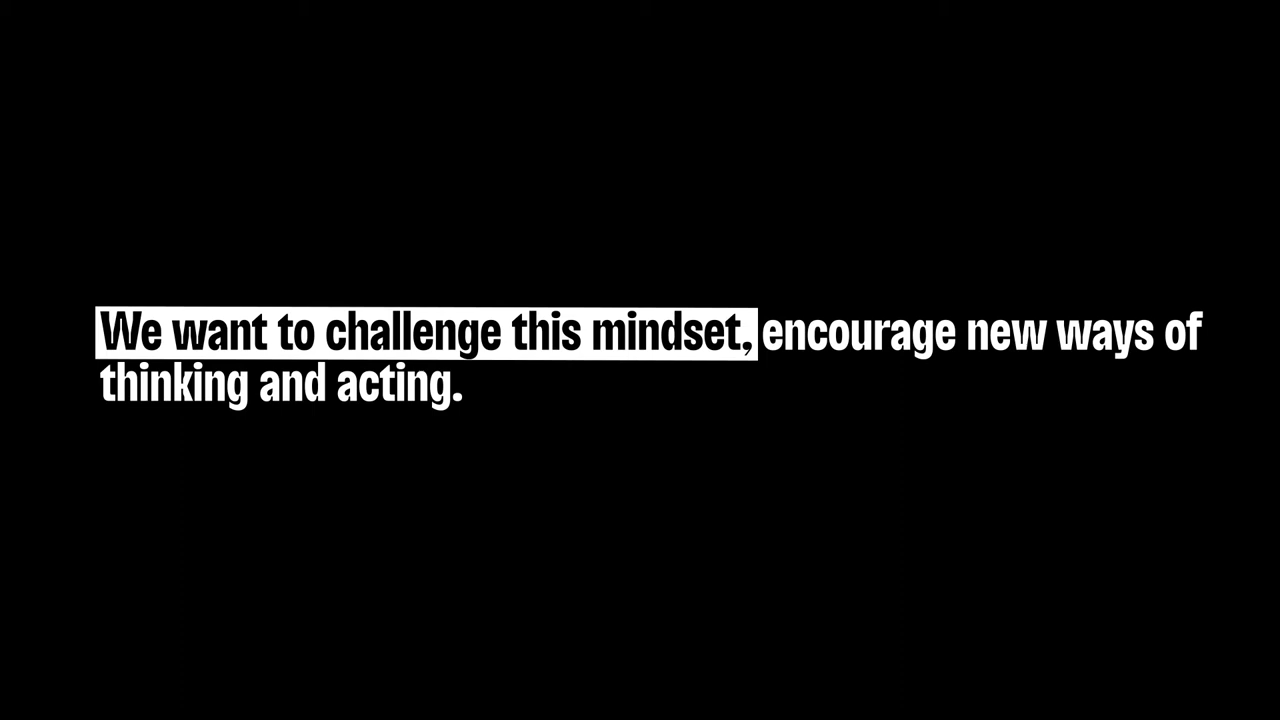 We want to challenge this mindset, encourage new ways of
thinking and acting.